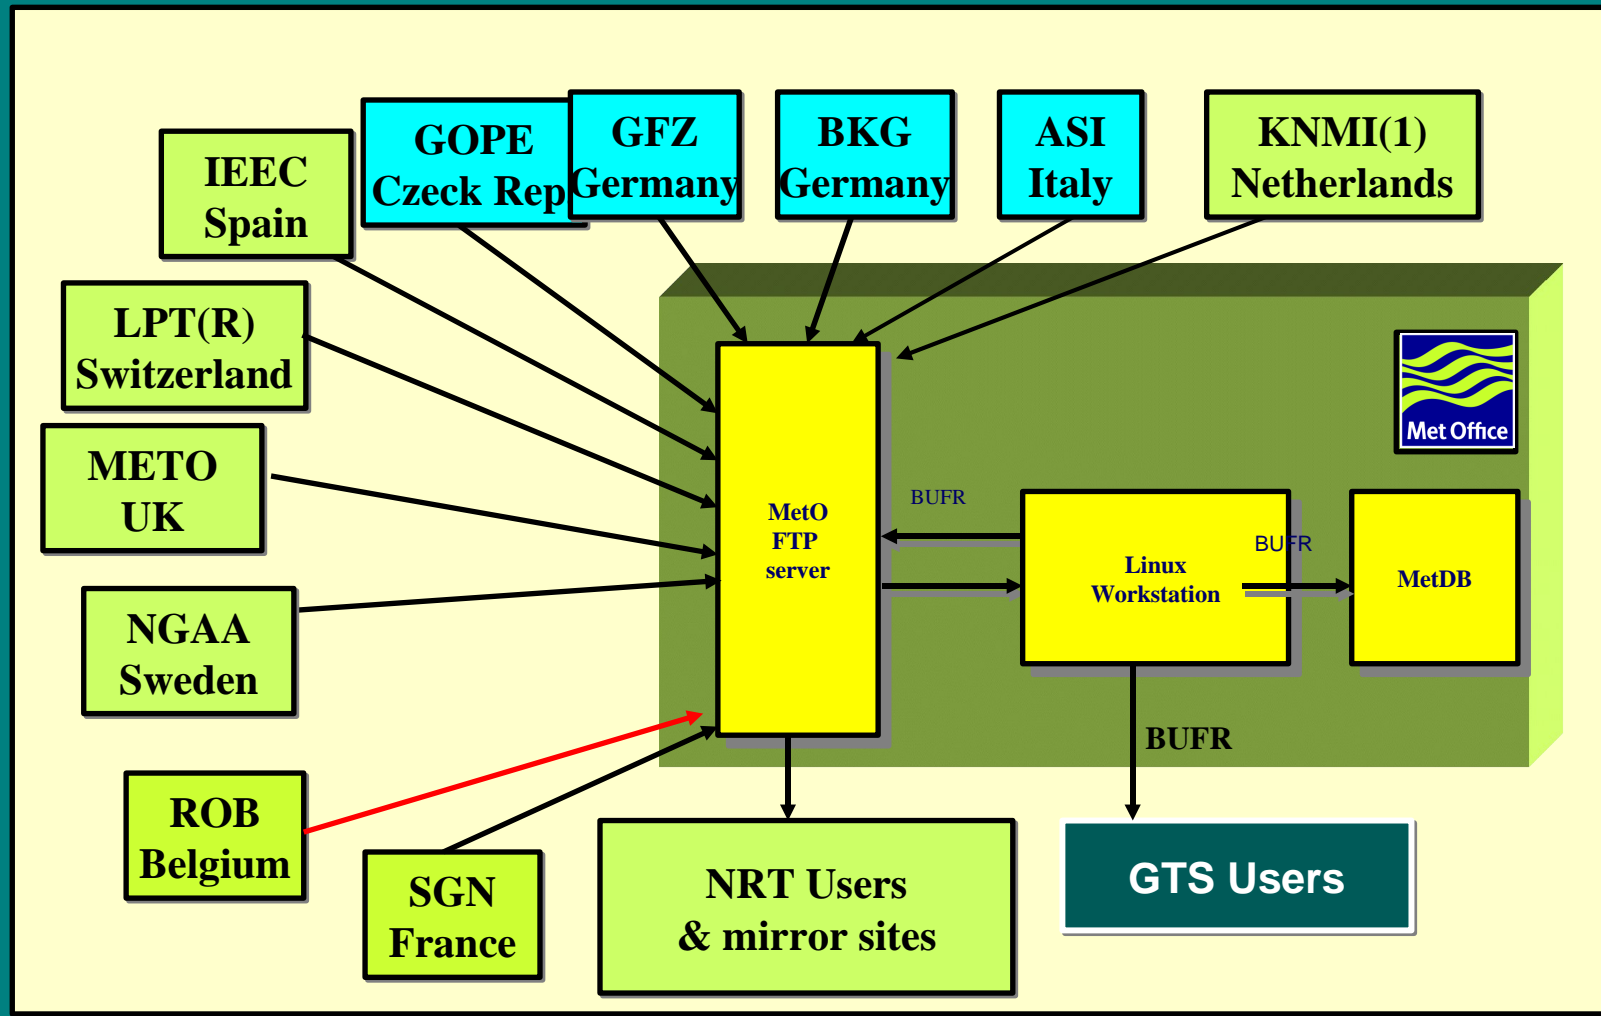 IEEC
Spain
GOPE
Czeck Rep
GFZ
Germany
BKG
Germany
ASI
Italy
KNMI(1)
Netherlands
LPT(R)
Switzerland
METO
UK
NGAA
Sweden
ROB
Belgium
SGN
France
Met Office
MetO
FTP
server
BUFR
Linux
Workstation
BUFR
MetDB
BUFR
NRT Users
& mirror sites
GTS Users